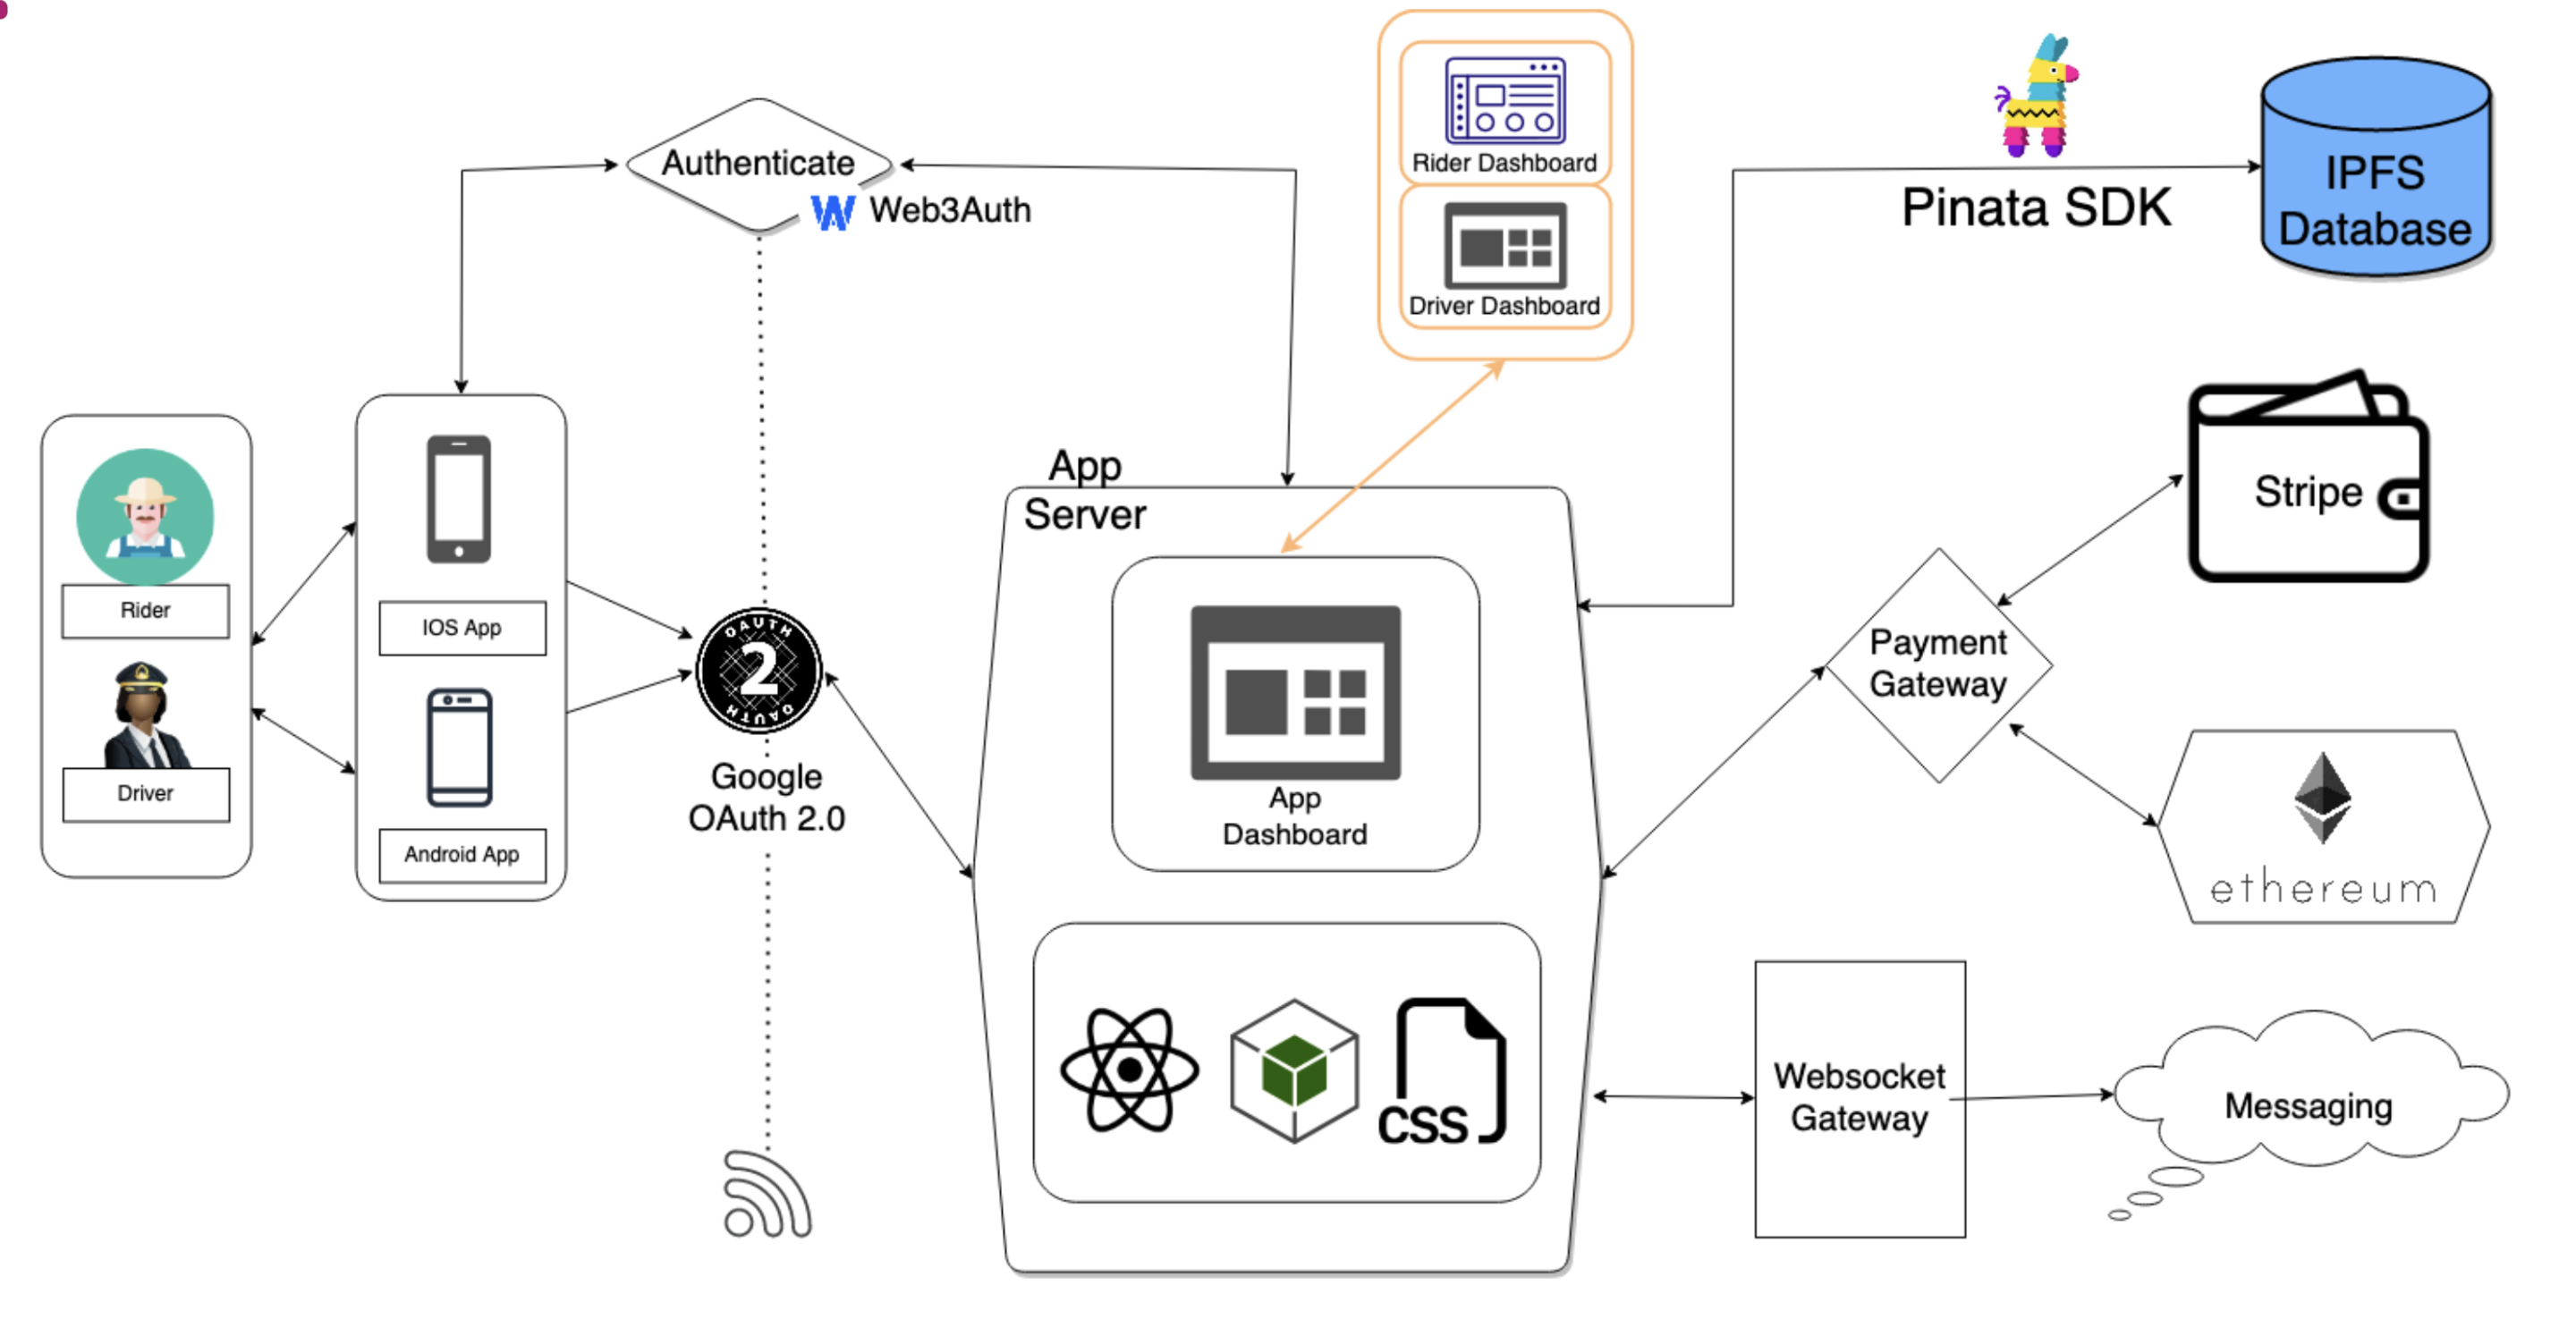 Rider Dashboard
Driver Dashboard
Authenticate
Web3Auth
Pinata SDK
IPFS
Database
Rider
Driver
IOS App
Android App
OAUTH
2
OAUTH
Google
OAuth 2.0
App
Server
App
Dashboard
CSS
Payment
Gateway
Stripe
ethereum
Websocket
Gateway
Messaging